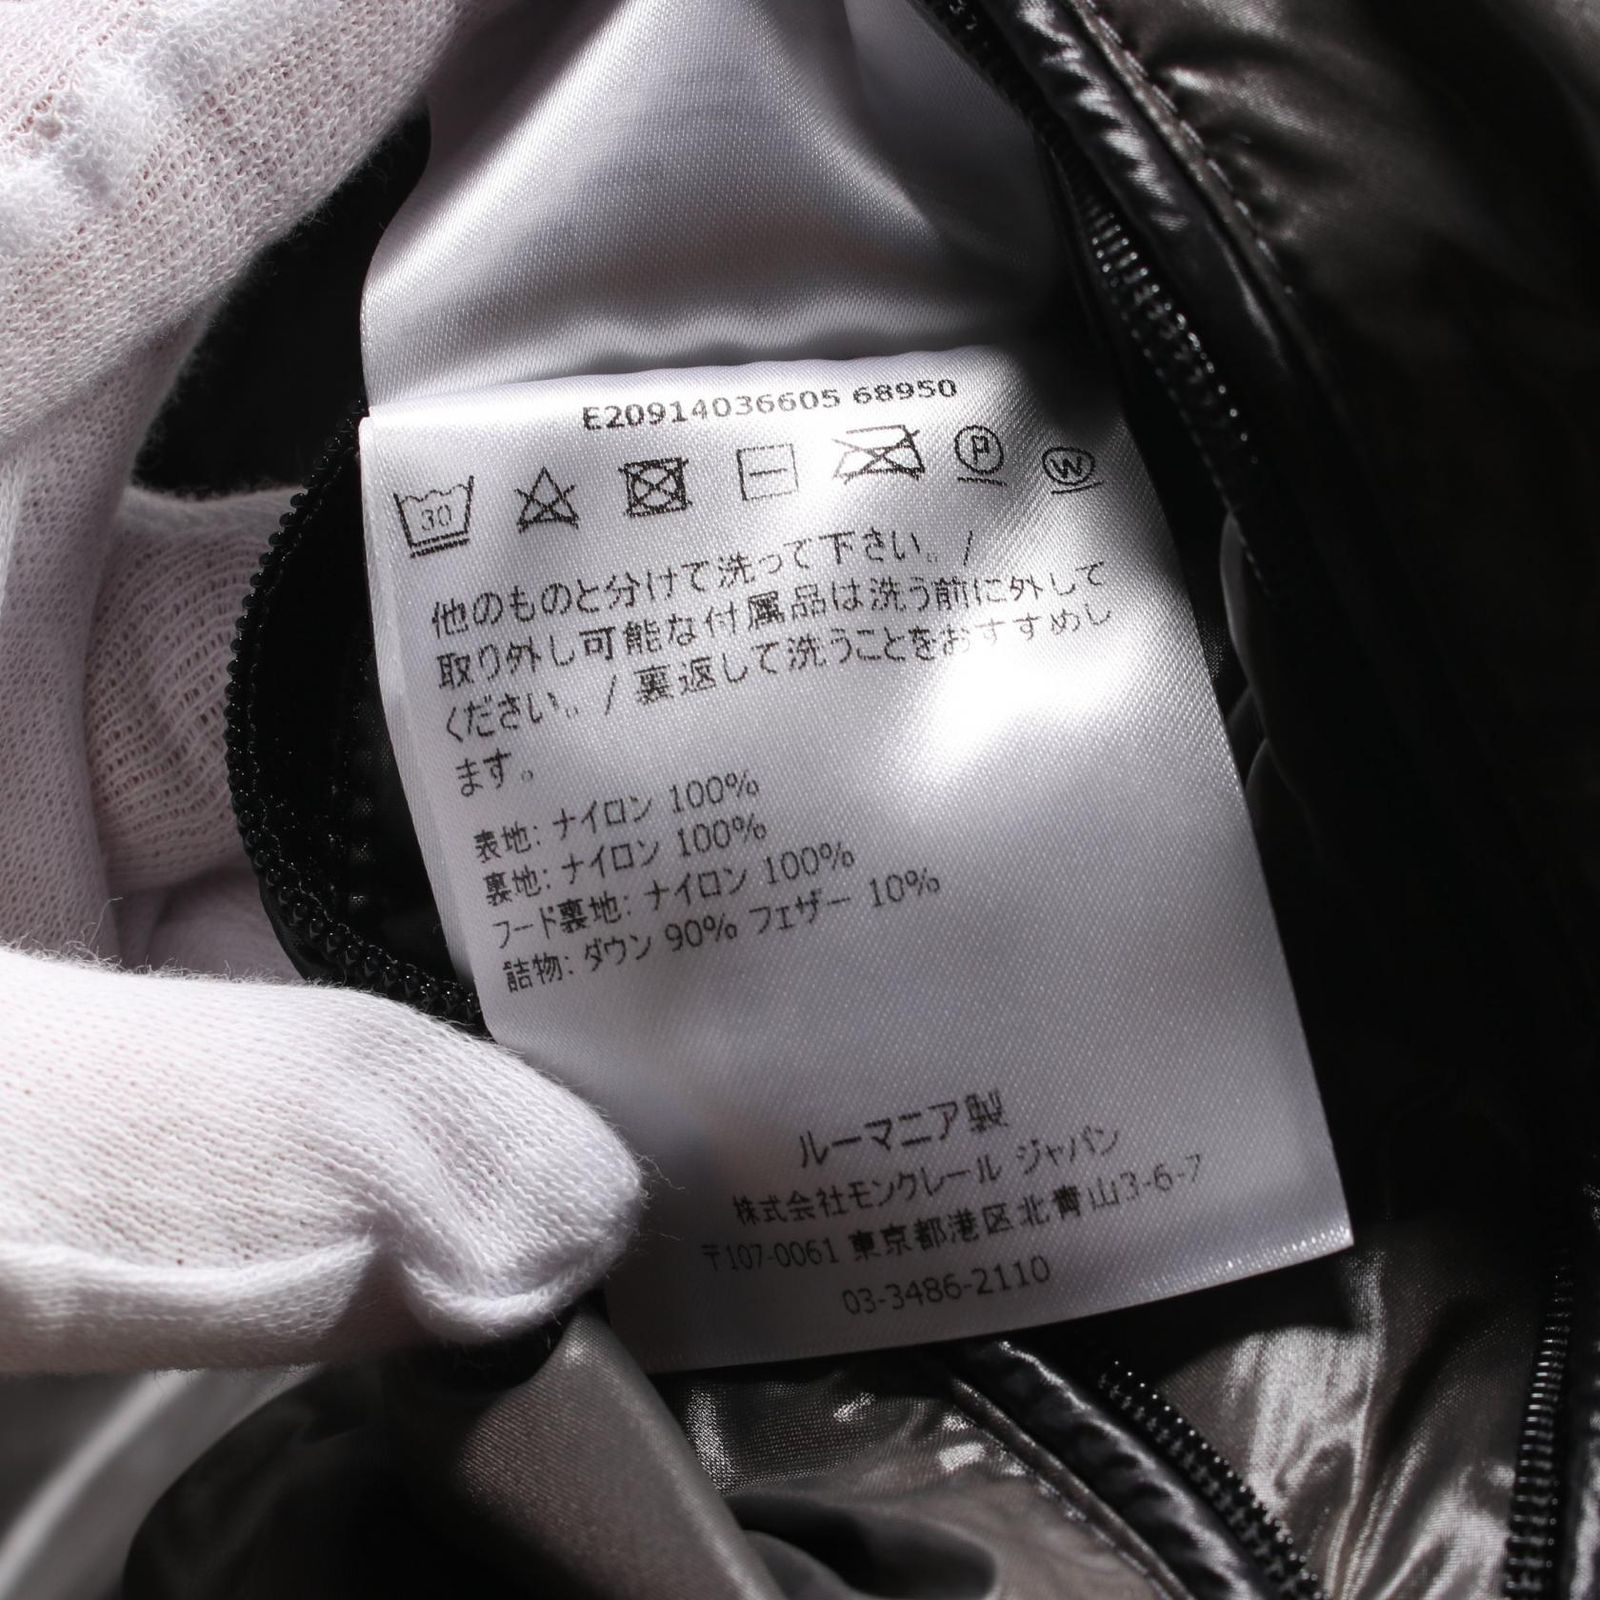 E20914036605 68950
30
P
W
他のものと分けて洗って下さい。/
取り外し可能な付属品は洗う前に外して
ください。/ 裏返して洗うことをおすすめし
ます。
表地: ナイロン 100%
裏地: ナイロン 100%
フード裏地: ナイロン 100%
詰物: ダウン 90% フェザー 10%
ルーマニア製
株式会社モンクレール ジャパン
〒107-0061 東京都港区北青山3-6-7
03-3486-2110